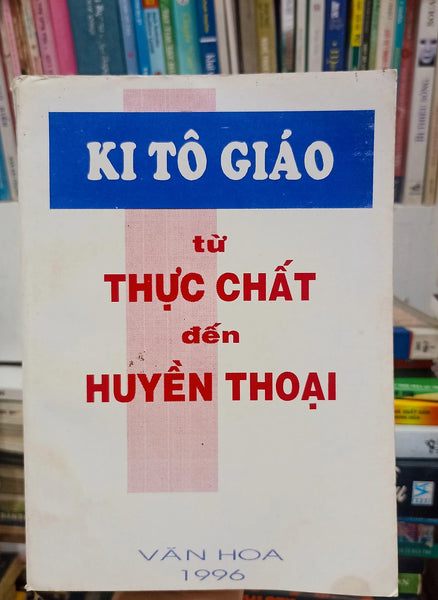 KI TÔ GIÁO
từ
THỰC CHẤT
đến
HUYỀN THOẠI
VĂN HOA
1996